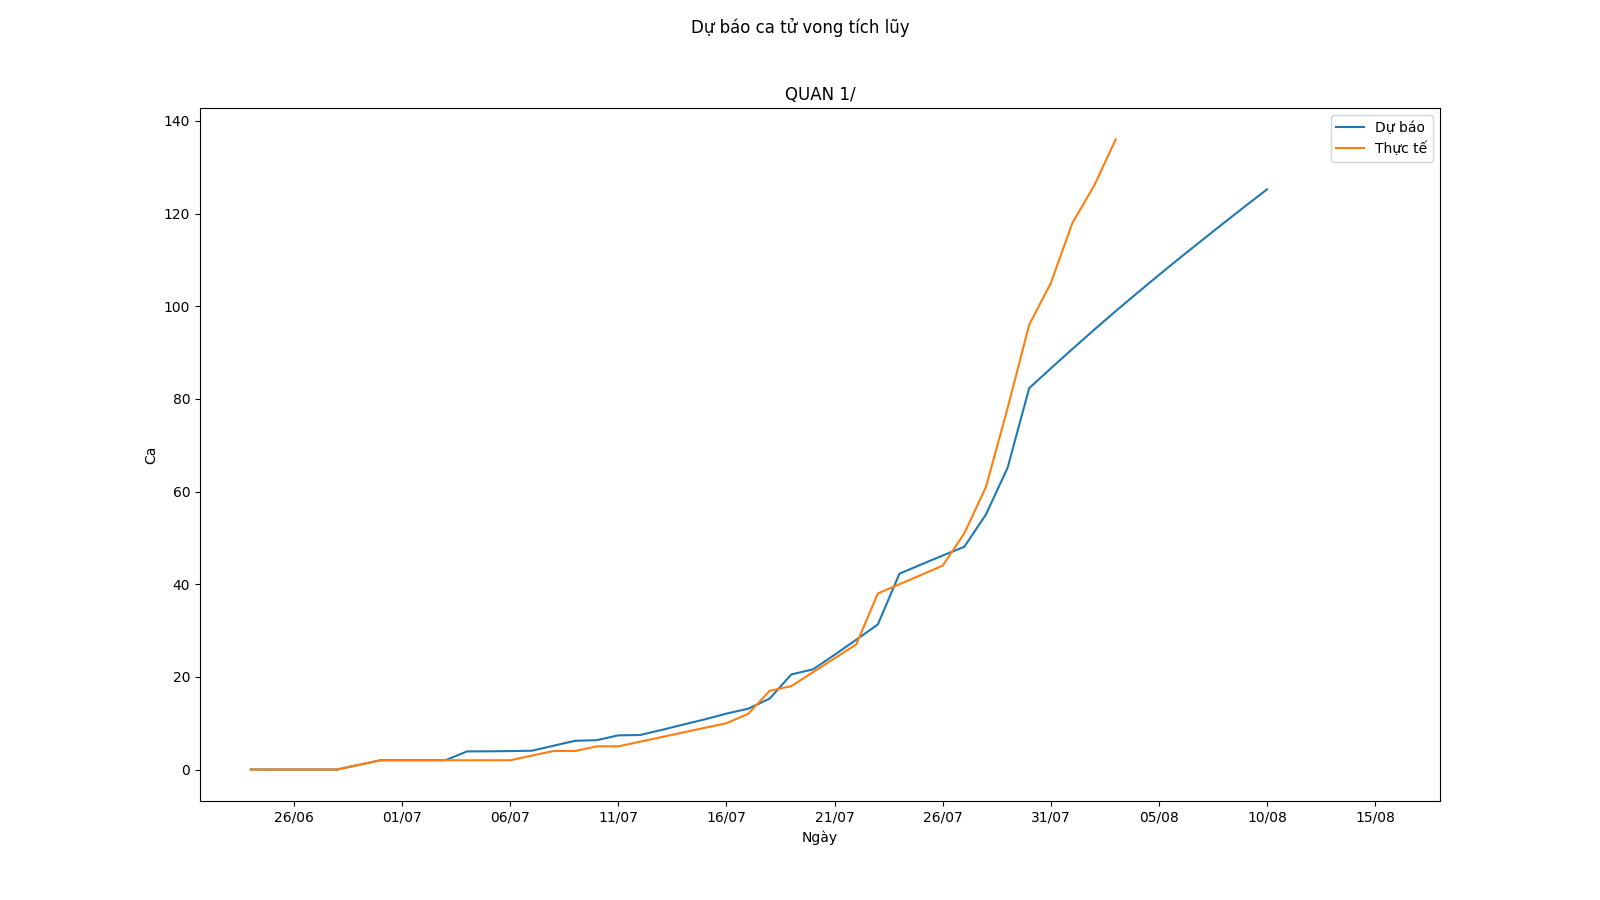 Dự báo ca tử vong tích lũy
QUAN 1/
140
120
100
80
60
40
20
0
Ca
Dự báo
Thực tế
26/06 01/07 06/07 11/07 16/07 21/07 26/07 31/07 05/08 10/08 15/08
Ngày